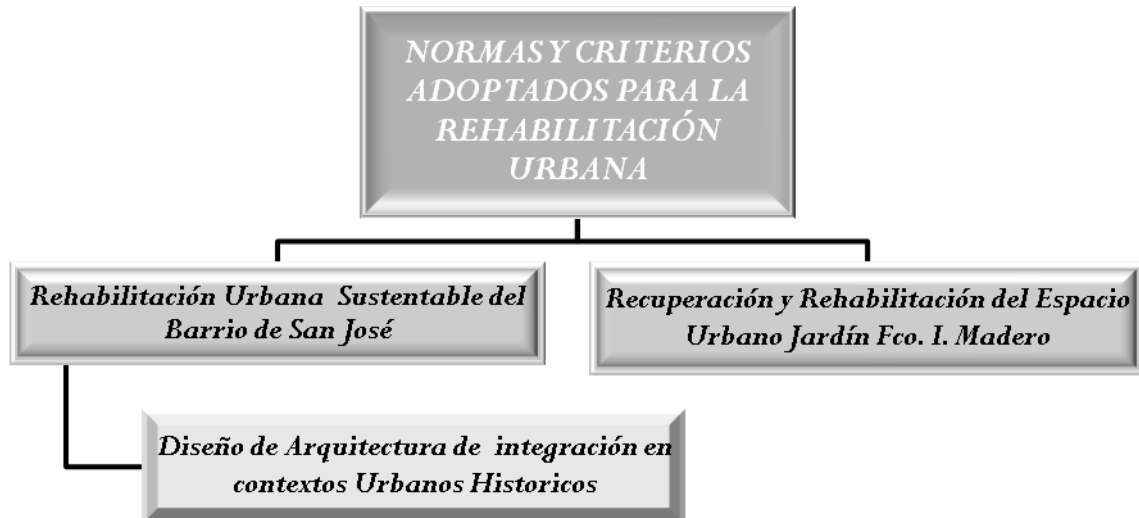 NORMAS Y CRITERIOS
ADOPTADOS PARA LA
REHABILITACIÓN
URBANA
Rehabilitación Urbana Sustentable del
Barrio de San José
Recuperación y Rehabilitación del Espacio
Urbano Jardín Fco. I. Madero
Diseño de Arquitectura de integración en
contextos Urbanos Historicos